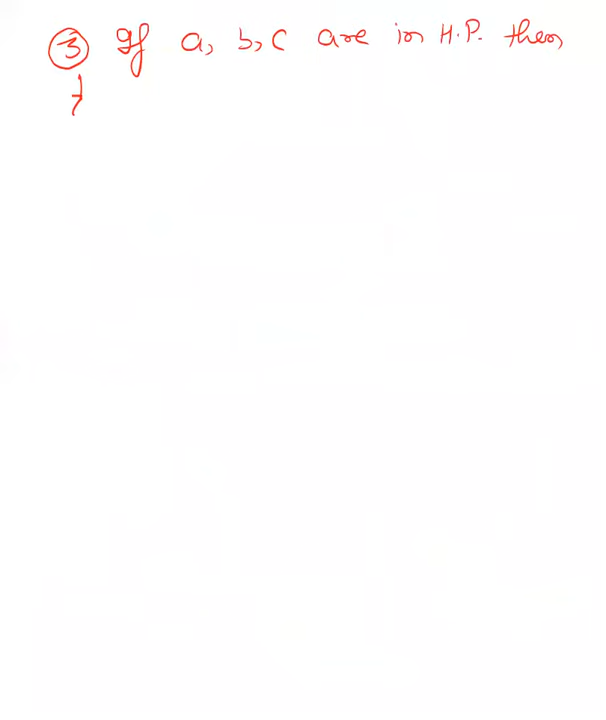 ③ If a, b, c are in H.P. then,